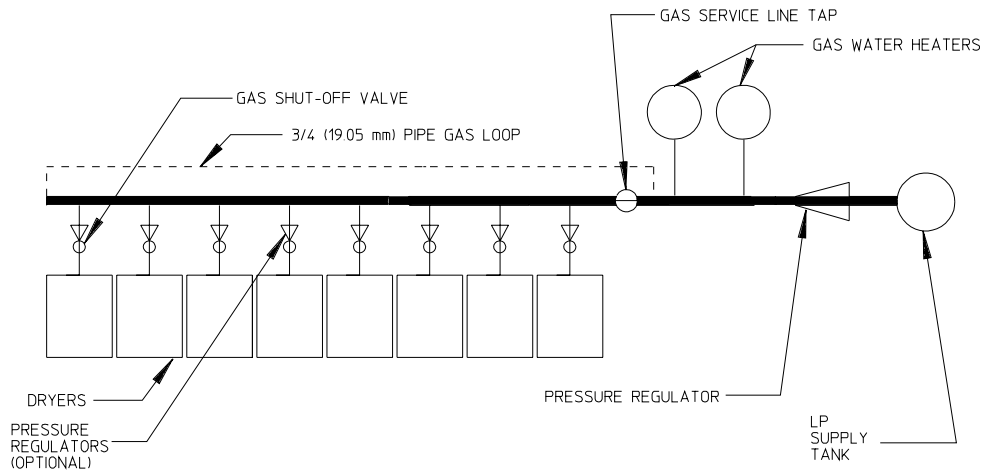 GAS SERVICE LINE TAP
GAS WATER HEATERS
GAS SHUT-OFF VALVE
3/4 (19.05 mm) PIPE GAS LOOP
DRYERS
PRESSURE REGULATOR
PRESSURE
REGULATORS
(OPTIONAL)
LP
SUPPLY
TANK